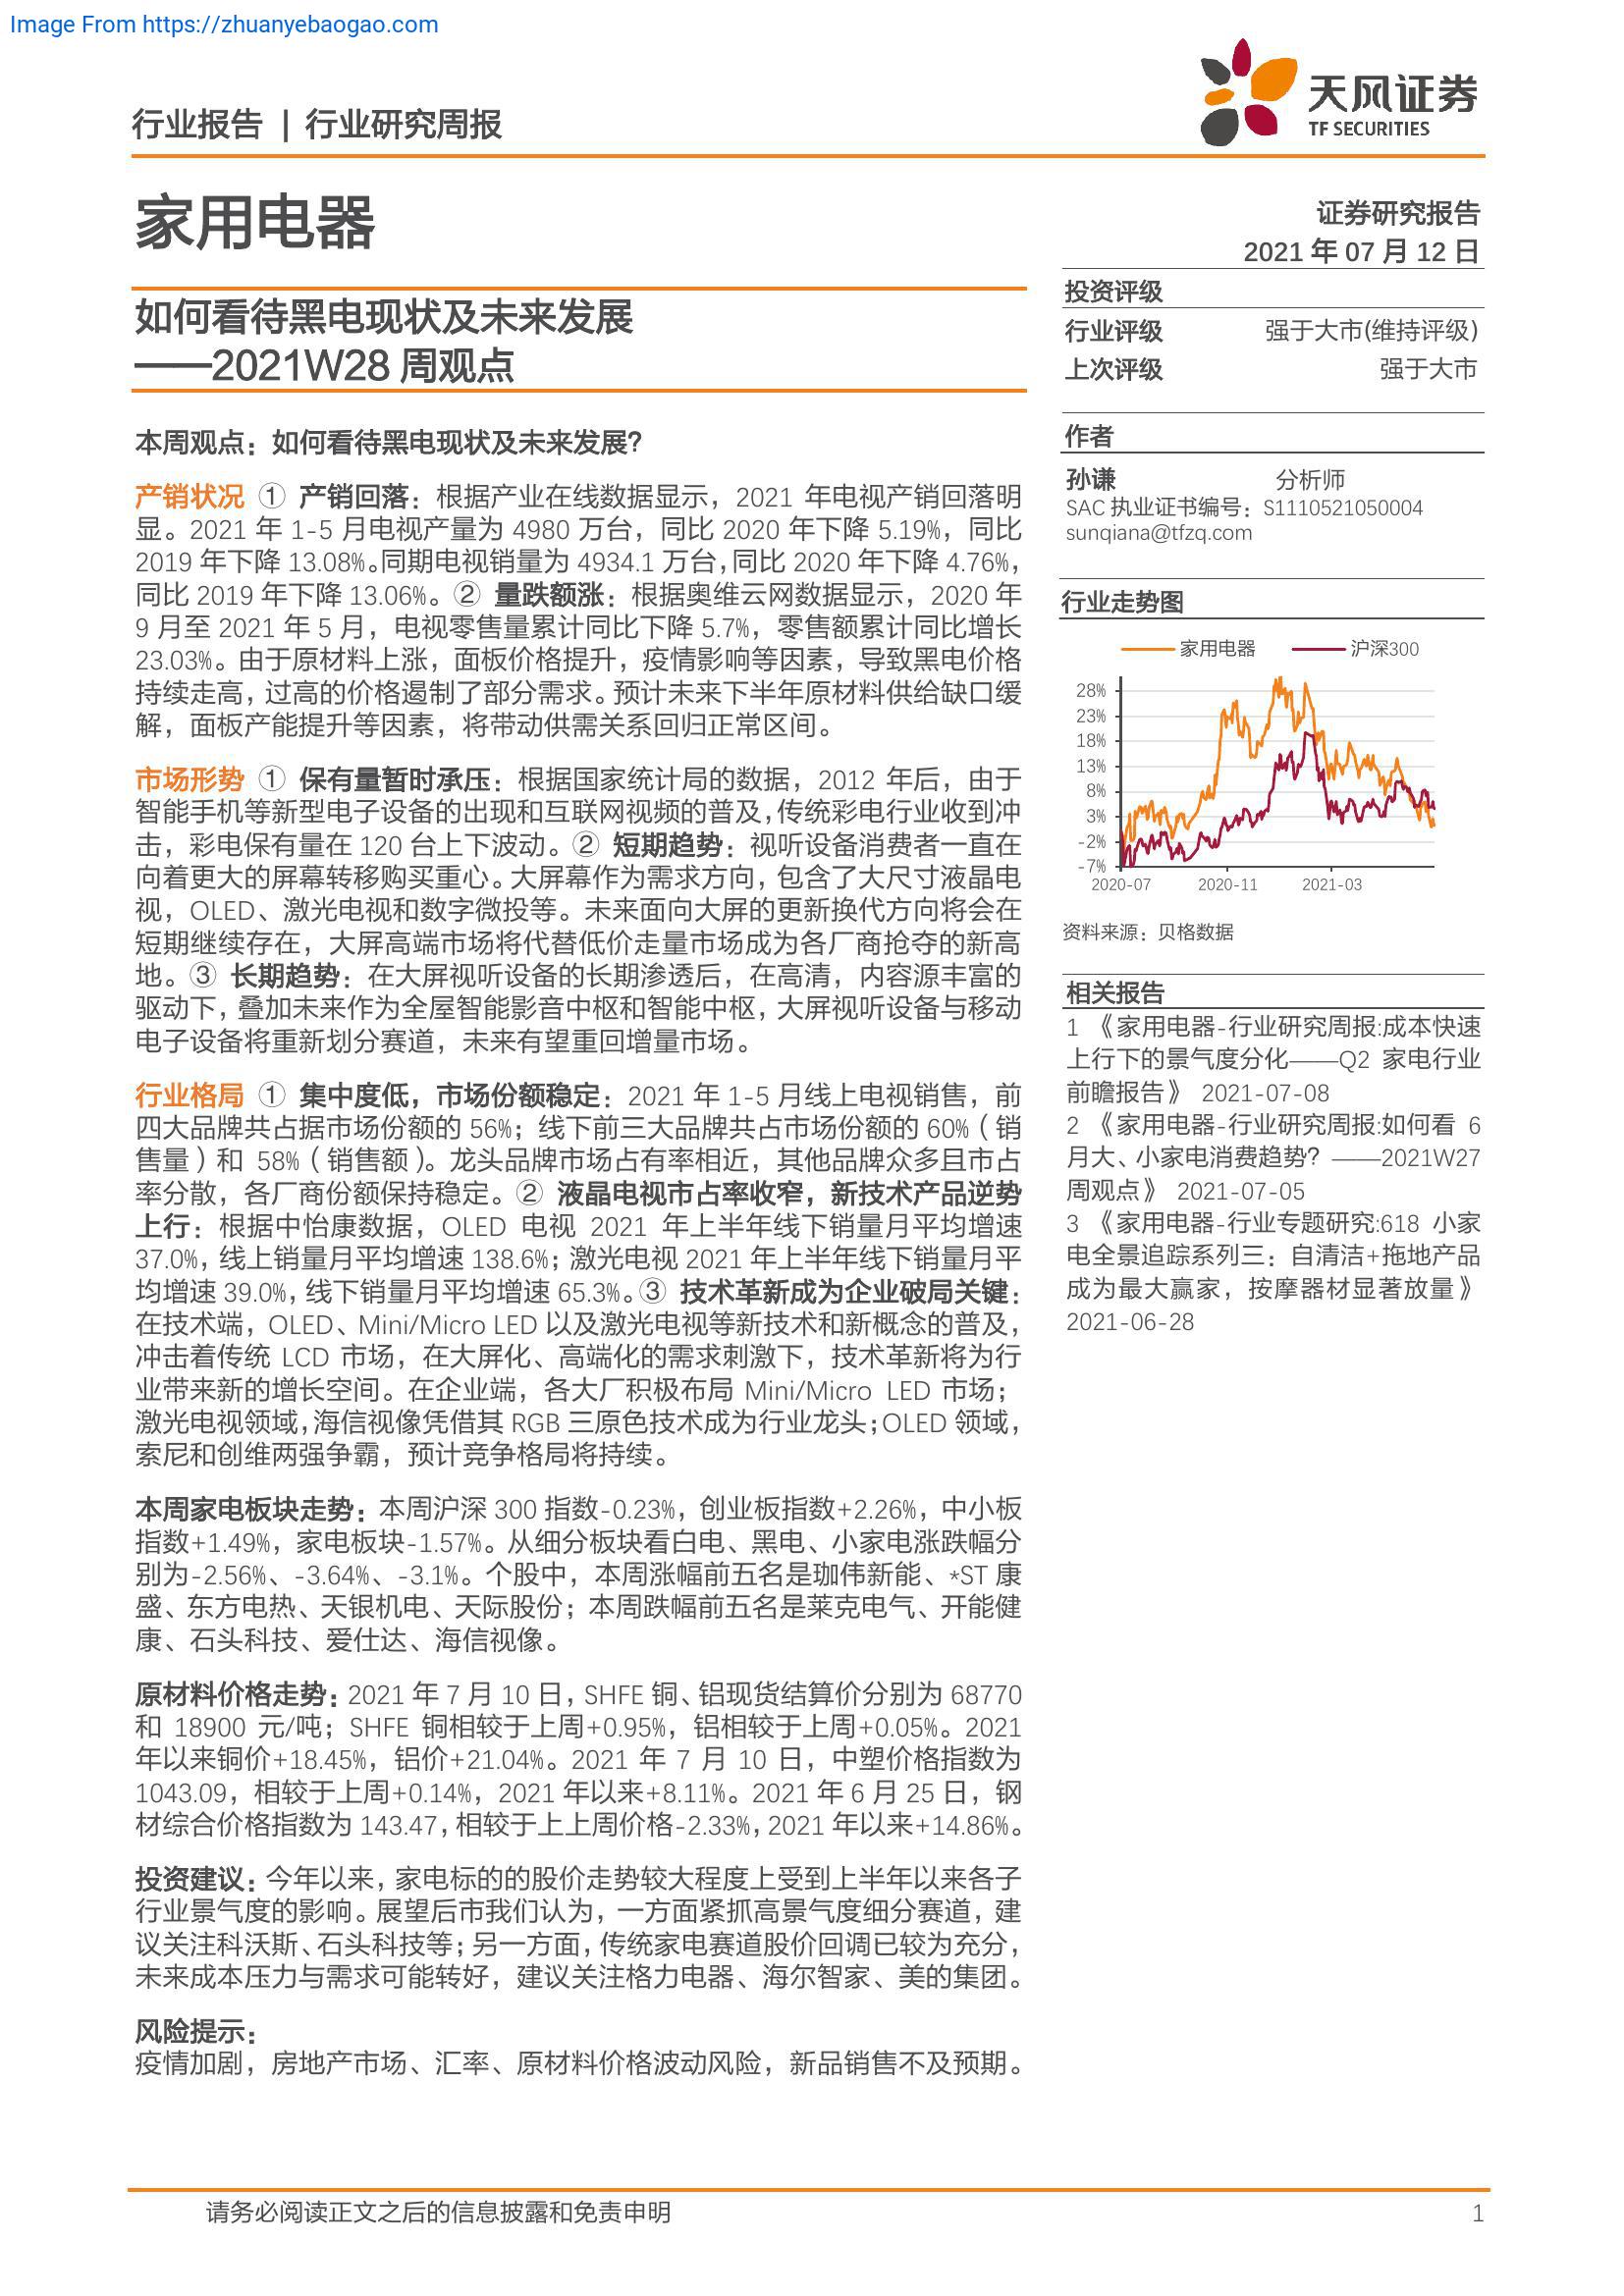 Image From https://zhuanyebaogao.com
行业报告 | 行业研究周报
天风证券
TF SECURITIES
家用电器
证券研究报告
2021 年 07 月 12 日
如何看待黑电现状及未来发展
——2021W28 周观点
本周观点：如何看待黑电现状及未来发展？
产销状况 ① 产销回落：根据产业在线数据显示，2021 年电视产销回落明
显。2021 年 1-5 月电视产量为 4980 万台，同比 2020 年下降 5.19%，同比
2019 年下降 13.08%。同期电视销量为 4934.1 万台，同比 2020 年下降 4.76%，
同比 2019 年下降 13.06%。② 量跌额涨：根据奥维云网数据显示，2020 年
9 月至 2021 年 5 月，电视零售量累计同比下降 5.7%，零售额累计同比增长
23.03%。由于原材料上涨，面板价格提升，疫情影响等因素，导致黑电价格
持续走高，过高的价格遏制了部分需求。预计未来下半年原材料供给缺口缓
解，面板产能提升等因素，将带动供需关系回归正常区间。
市场形势 ① 保有量暂时承压：根据国家统计局的数据，2012 年后，由于
智能手机等新型电子设备的出现和互联网视频的普及，传统彩电行业收到冲
击，彩电保有量在 120 台上下波动。② 短期趋势：视听设备消费者一直在
向着更大的屏幕转移购买重心。大屏幕作为需求方向，包含了大尺寸液晶电
视，OLED、激光电视和数字微投等。未来面向大屏的更新换代方向将会在
短期继续存在，大屏高端市场将代替低价走量市场成为各厂商抢夺的新高
地。③ 长期趋势：在大屏视听设备的长期渗透后，在高清，内容源丰富的
驱动下，叠加未来作为全屋智能影音中枢和智能中枢，大屏视听设备与移动
电子设备将重新划分赛道，未来有望重回增量市场。
行业格局 ① 集中度低，市场份额稳定：2021 年 1-5 月线上电视销售，前
四大品牌共占据市场份额的 56%；线下前三大品牌共占市场份额的 60%（销
售量）和 58%（销售额）。龙头品牌市场占有率相近，其他品牌众多且市占
率分散，各厂商份额保持稳定。② 液晶电视市占率收窄，新技术产品逆势
上行：根据中怡康数据，OLED 电视 2021 年上半年线下销量月平均增速
37.0%，线上销量月平均增速 138.6%；激光电视 2021 年上半年线下销量月平
均增速 39.0%，线下销量月平均增速 65.3%。③ 技术革新成为企业破局关键：
在技术端，OLED、Mini/Micro LED 以及激光电视等新技术和新概念的普及，
冲击着传统 LCD 市场，在大屏化、高端化的需求刺激下，技术革新将为行
业带来新的增长空间。在企业端，各大厂积极布局 Mini/Micro LED 市场；
激光电视领域，海信视像凭借其 RGB 三原色技术成为行业龙头；OLED 领域，
索尼和创维两强争霸，预计竞争格局将持续。
本周家电板块走势：本周沪深 300 指数-0.23%，创业板指数+2.26%，中小板
指数+1.49%，家电板块-1.57%。从细分板块看白电、黑电、小家电涨跌幅分
别为-2.56%、-3.64%、-3.1%。个股中，本周涨幅前五名是珈伟新能、*ST 康
盛、东方电热、天银机电、天际股份；本周跌幅前五名是莱克电气、开能健
康、石头科技、爱仕达、海信视像。
原材料价格走势：2021 年 7 月 10 日，SHFE 铜、铝现货结算价分别为 68770
和 18900 元/吨；SHFE 铜相较于上周+0.95%，铝相较于上周+0.05%。2021
年以来铜价+18.45%，铝价+21.04%。2021 年 7 月 10 日，中塑价格指数为
1043.09，相较于上周+0.14%，2021 年以来+8.11%。2021 年 6 月 25 日，钢
材综合价格指数为 143.47，相较于上上周价格-2.33%，2021 年以来+14.86%。
投资建议：今年以来，家电标的的股价走势较大程度上受到上半年以来各子
行业景气度的影响。展望后市我们认为，一方面紧抓高景气度细分赛道，建
议关注科沃斯、石头科技等；另一方面，传统家电赛道股价回调已较为充分，
未来成本压力与需求可能转好，建议关注格力电器、海尔智家、美的集团。
风险提示：
疫情加剧，房地产市场、汇率、原材料价格波动风险，新品销售不及预期。
投资评级
行业评级 强于大市(维持评级)
上次评级 强于大市
作者
孙谦 分析师
SAC 执业证书编号：S1110521050004
sunqiana@tfzq.com
行业走势图
家用电器 沪深300
28%
23%
18%
13%
8%
3%
-2%
-7%
2020-07 2020-11 2021-03
资料来源：贝格数据
相关报告
1 《家用电器-行业研究周报:成本快速
上行下的景气度分化——Q2 家电行业
前瞻报告》 2021-07-08
2 《家用电器-行业研究周报:如何看 6
月大、小家电消费趋势？——2021W27
周观点》 2021-07-05
3 《家用电器-行业专题研究:618 小家
电全景追踪系列三：自清洁+拖地产品
成为最大赢家，按摩器材显著放量》
2021-06-28
请务必阅读正文之后的信息披露和免责申明 1